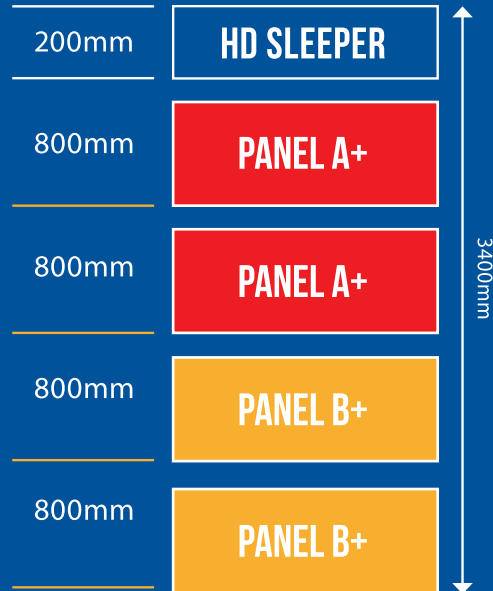 200mm
HD SLEEPER
800mm
PANEL A+
800mm
PANEL A+
3400mm
800mm
PANEL B+
800mm
PANEL B+